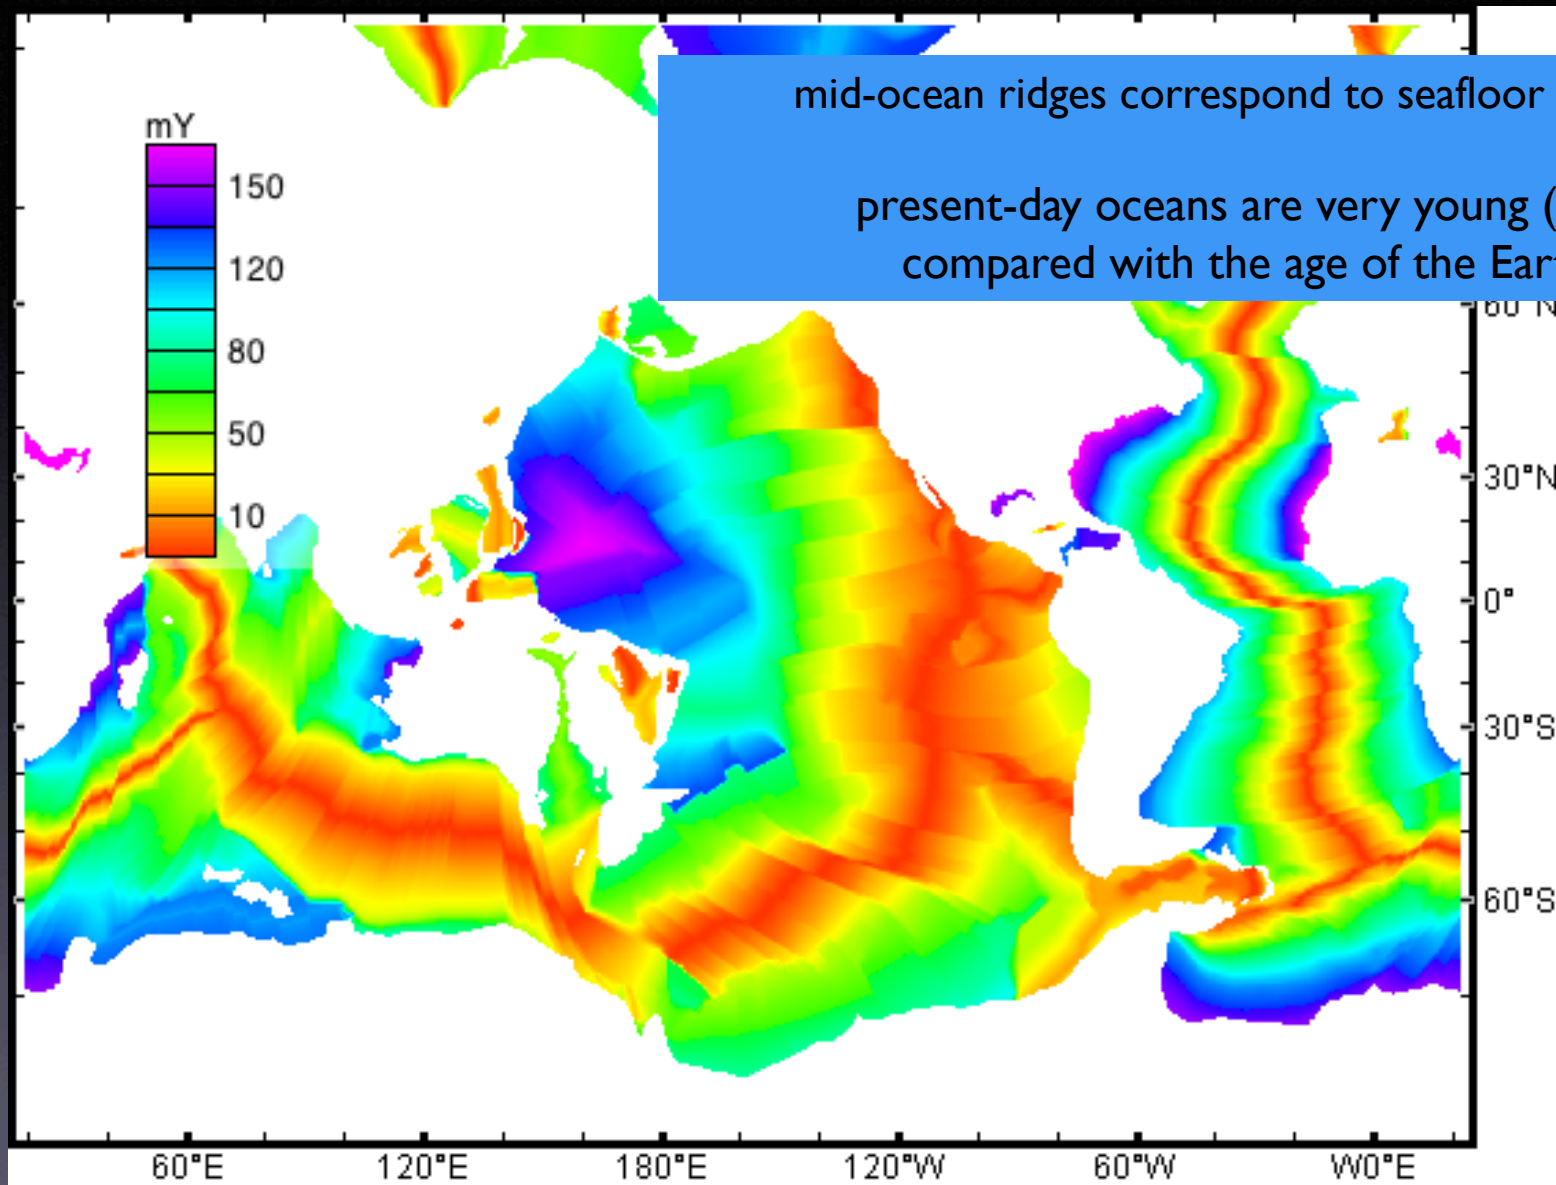 mid-ocean ridges correspond to seafloor
present-day oceans are very young (
compared with the age of the
mY
150
120
80
50
10
60°N
30°N
0°
30°S
60°S
60°E
120°E
180°E
120°W
60°W
W0°E